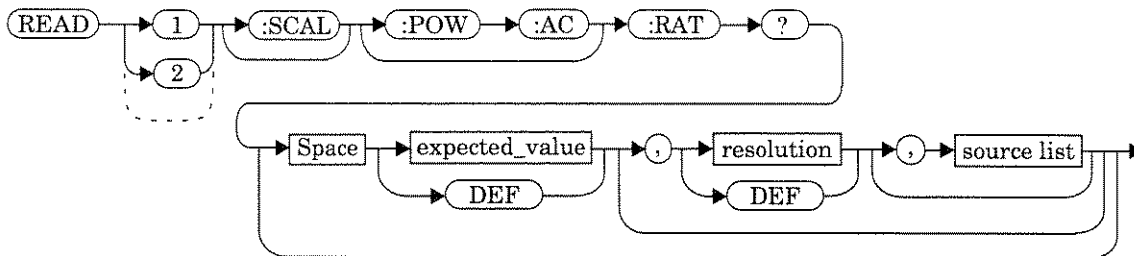 READ 1 :SCAL :POW :AC :RAT ?
2
Space expected_value , resolution , source list
DEF DEF